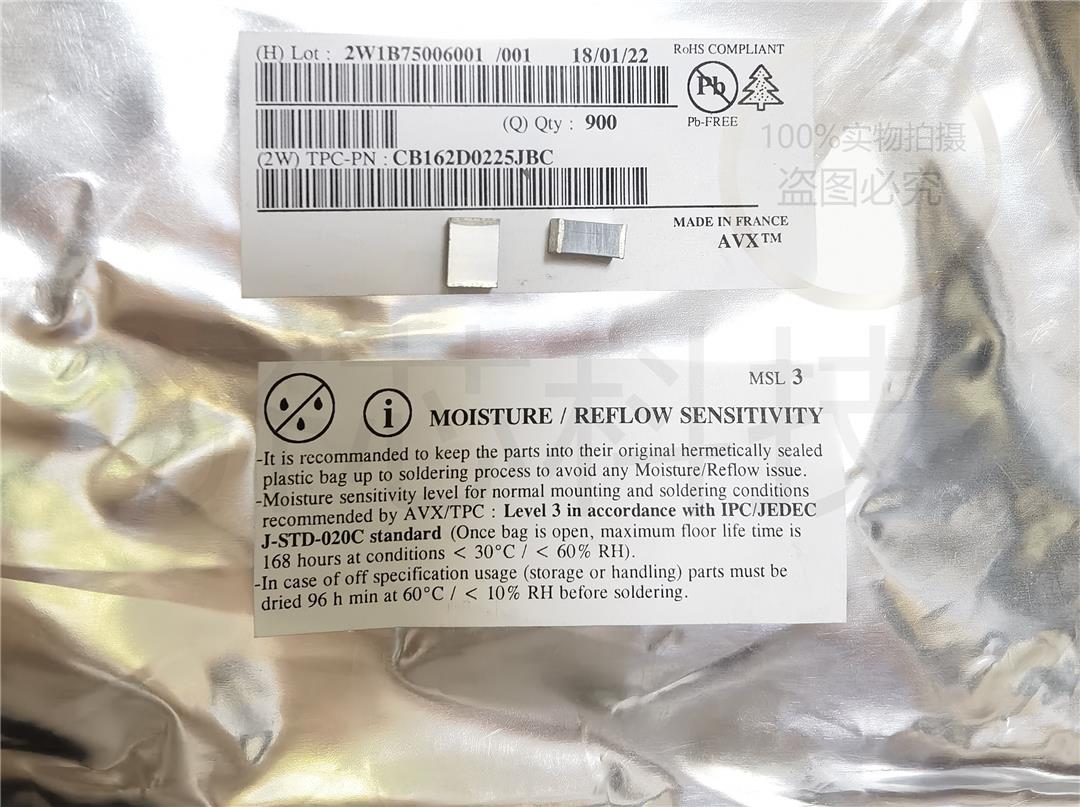 (H) Lot : 2W1B75006001 /001 18/01/22
RoHS COMPLIANT
Pb
Pb-FREE
(Q) Qty : 900
(2W) TPC-PN : CB162D0225JBC
MADE IN FRANCE
AVX™
100%实物拍摄
盗图必究
芯科技
MSL 3
i MOISTURE / REFLOW SENSITIVITY
-It is recommanded to keep the parts into their original hermetically sealed
plastic bag up to soldering process to avoid any Moisture/Reflow issue.
-Moisture sensitivity level for normal mounting and soldering conditions
recommended by AVX/TPC : Level 3 in accordance with IPC/JEDEC
J-STD-020C standard (Once bag is open, maximum floor life time is
168 hours at conditions < 30°C / < 60% RH).
-In case of off specification usage (storage or handling) parts must be
dried 96 h min at 60°C / < 10% RH before soldering.